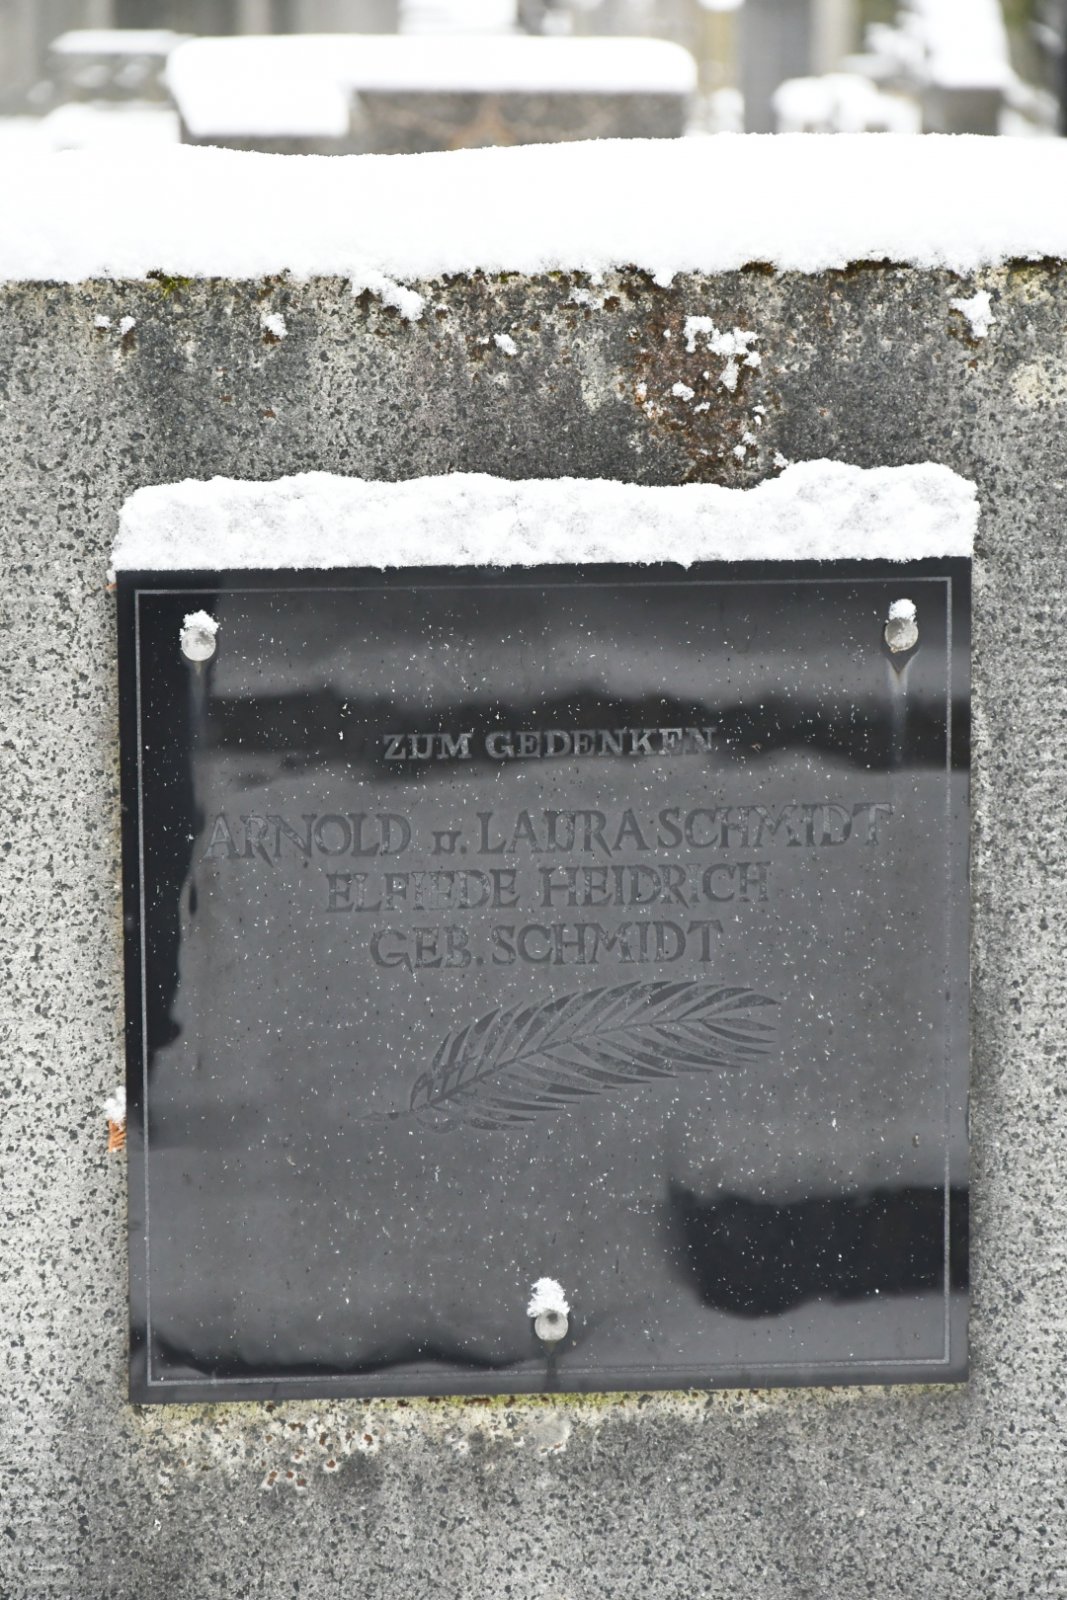 ZUM GEDENKEN
ARNOLD u. LAURA SCHMIDT
ELFIEDE HEIDRICH
GEB. SCHMIDT